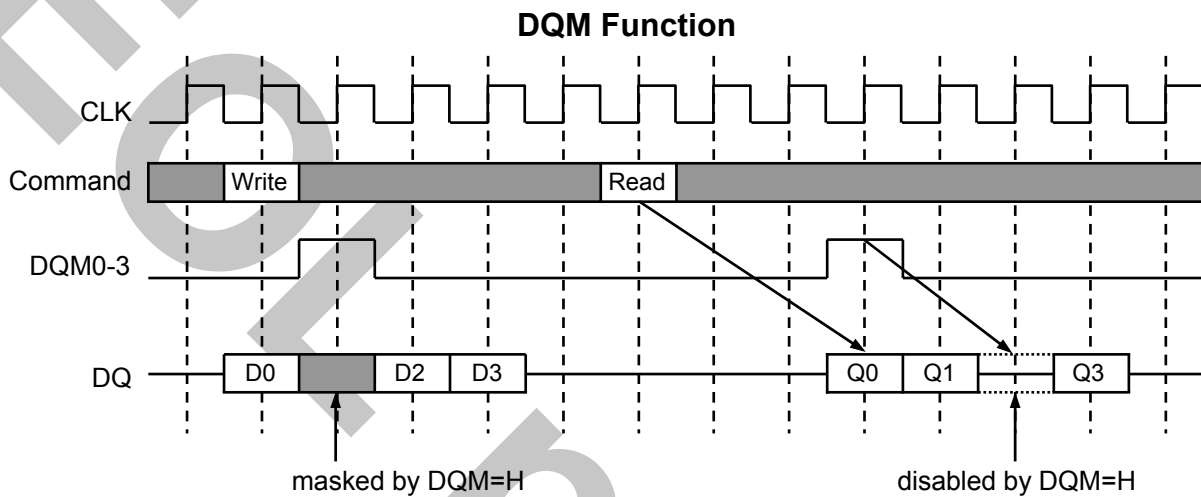 DQM Function
CLK
Command Write Read
DQM0-3
DQ D0 D2 D3 Q0 Q1 Q3
masked by DQM=H disabled by DQM=H